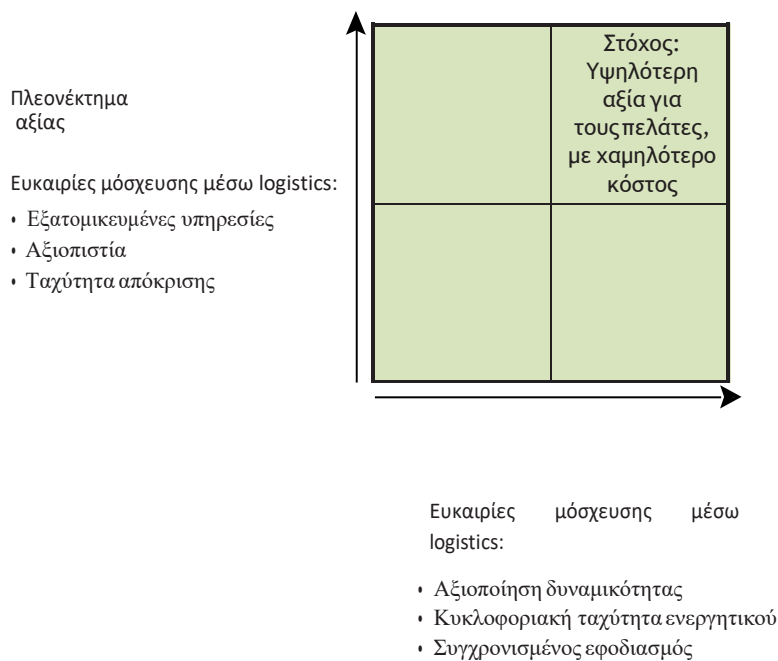 Στόχος:
Υψηλότερη
αξία για
τους πελάτες,
με χαμηλότερο
κόστος
Πλεονέκτημα
αξίας
Ευκαιρίες μόσχευσης μέσω logistics:
• Εξατομικευμένες υπηρεσίες
• Αξιοπιστία
• Ταχύτητα απόκρισης
Ευκαιρίες μόσχευσης μέσω
logistics:
• Αξιοποίηση δυναμικότητας
• Κυκλοφοριακή ταχύτητα ενεργητικού
• Συγχρονισμένος εφοδιασμός